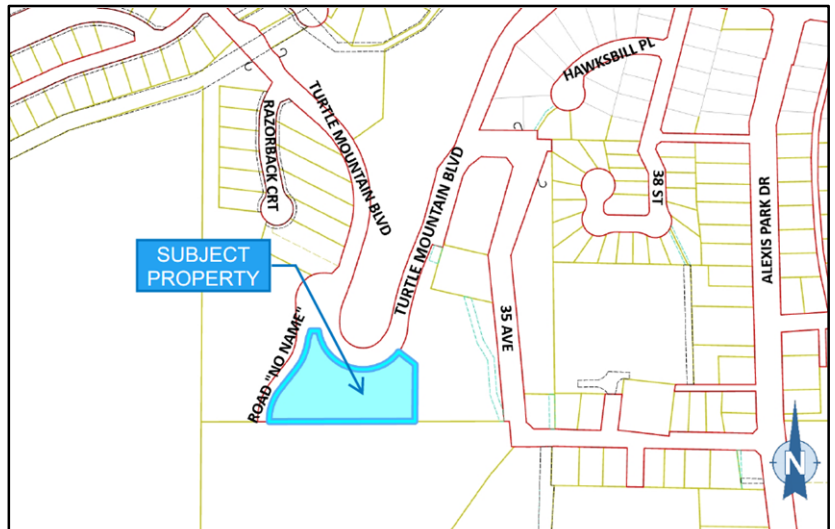 HAWKSBILL PL
TURTLE MOUNTAIN BLVD
RAZORBACK CRT
TURTLE MOUNTAIN BLVD
38 ST
ALEXIS PARK DR
SUBJECT
PROPERTY
35 AVE
ROAD "NO NAME"
N